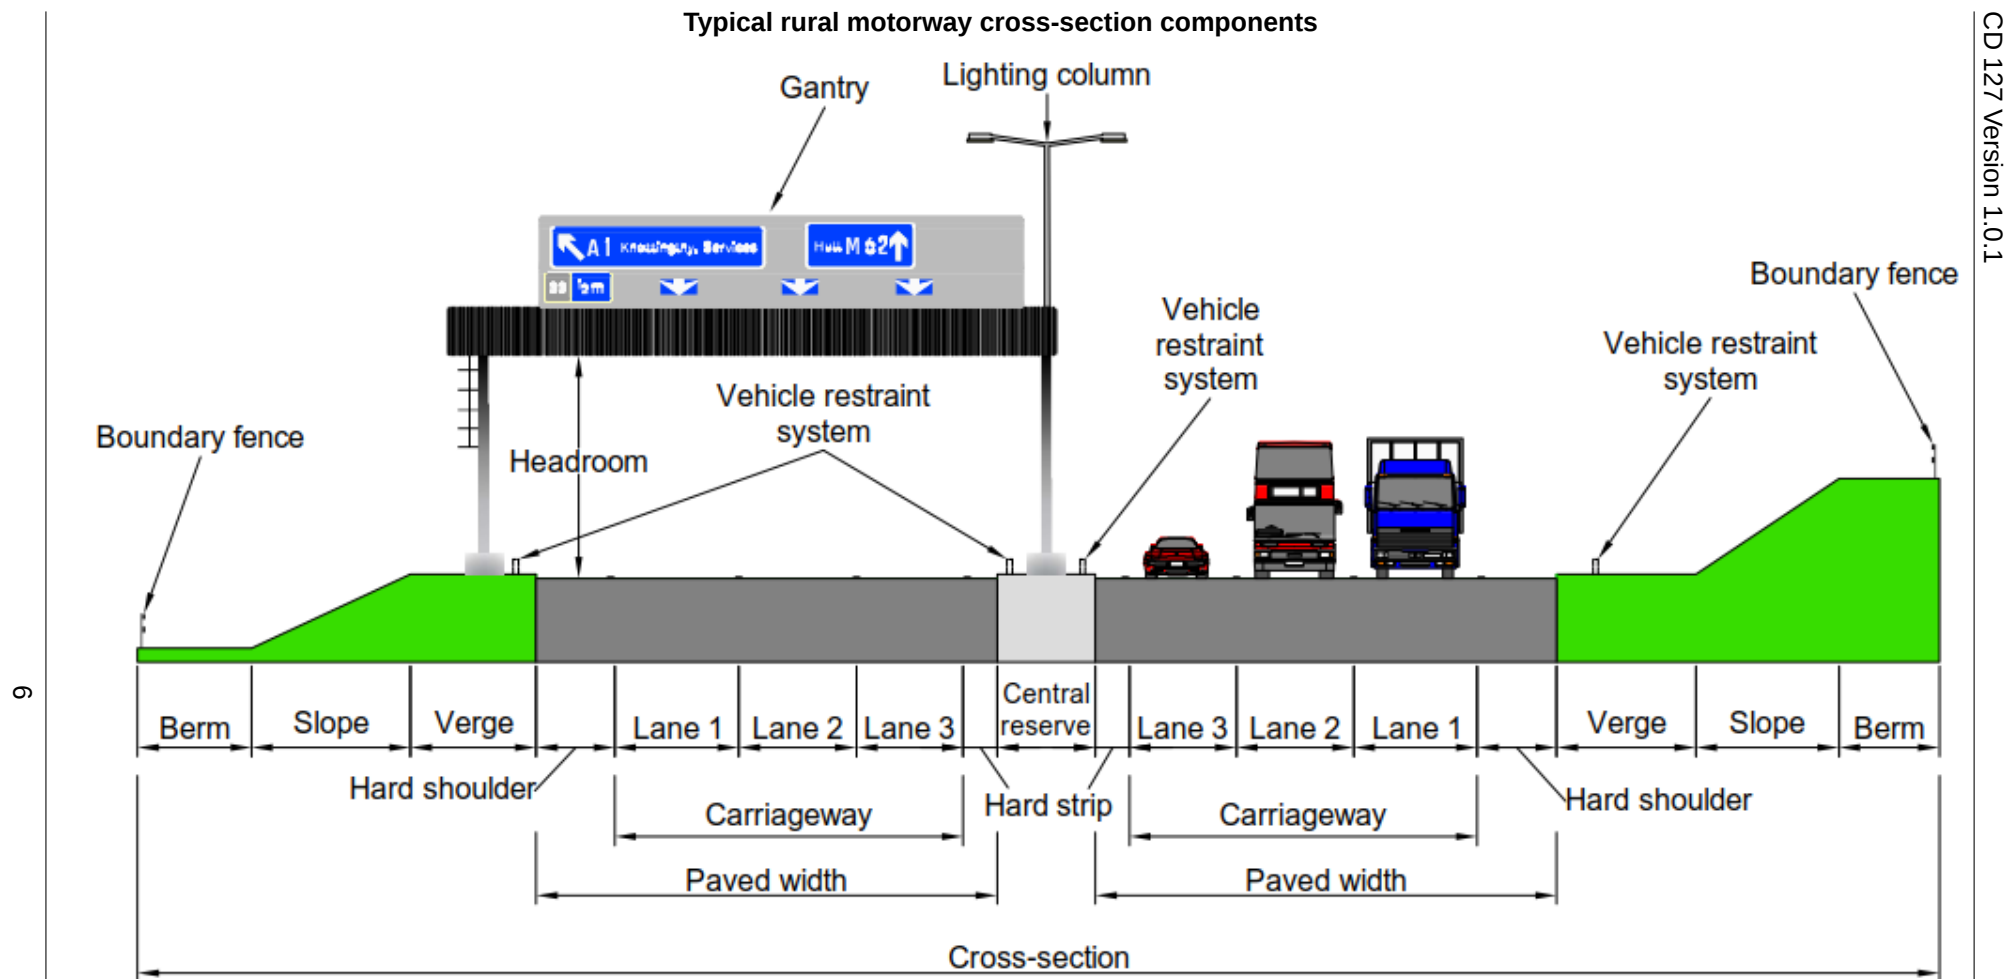 Typical rural motorway cross-section components
CD 127 Version 1.0.1
Gantry
Lighting column
A1
Services
Hull M 62
Boundary fence
Vehicle
restraint
system
Vehicle restraint
system
Vehicle restraint
system
Boundary fence
Headroom
6
Berm
Slope
Verge
Lane 1
Lane 2
Lane 3
Central
reserve
Lane 3
Lane 2
Lane 1
Verge
Slope
Berm
Hard shoulder
Carriageway
Hard strip
Carriageway
Hard shoulder
Paved width
Paved width
Cross-section